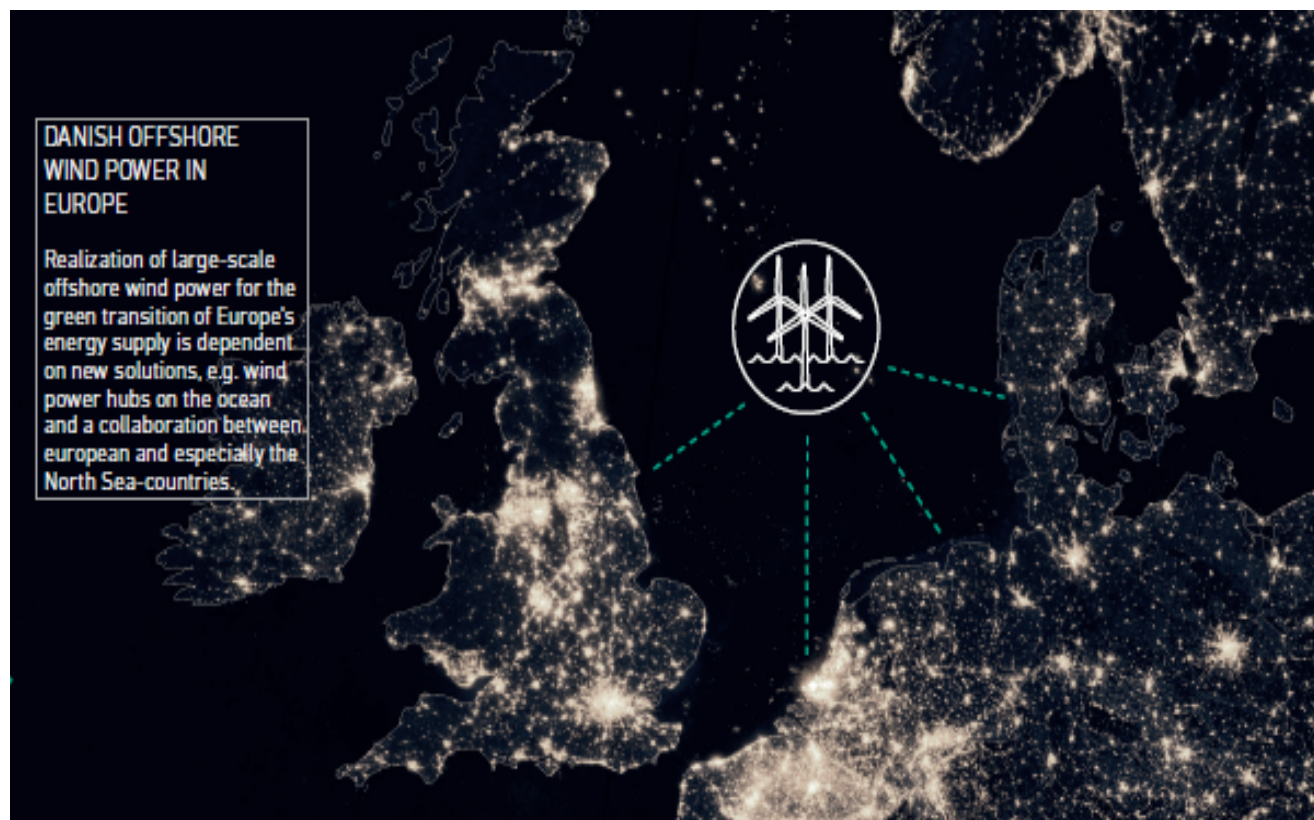 DANISH OFFSHORE
WIND POWER IN
EUROPE
Realization of large-scale
offshore wind power for the
green transition of Europe's
energy supply is dependent
on new solutions, e.g. wind
power hubs on the ocean
and a collaboration between
european and especially the
North Sea-countries.